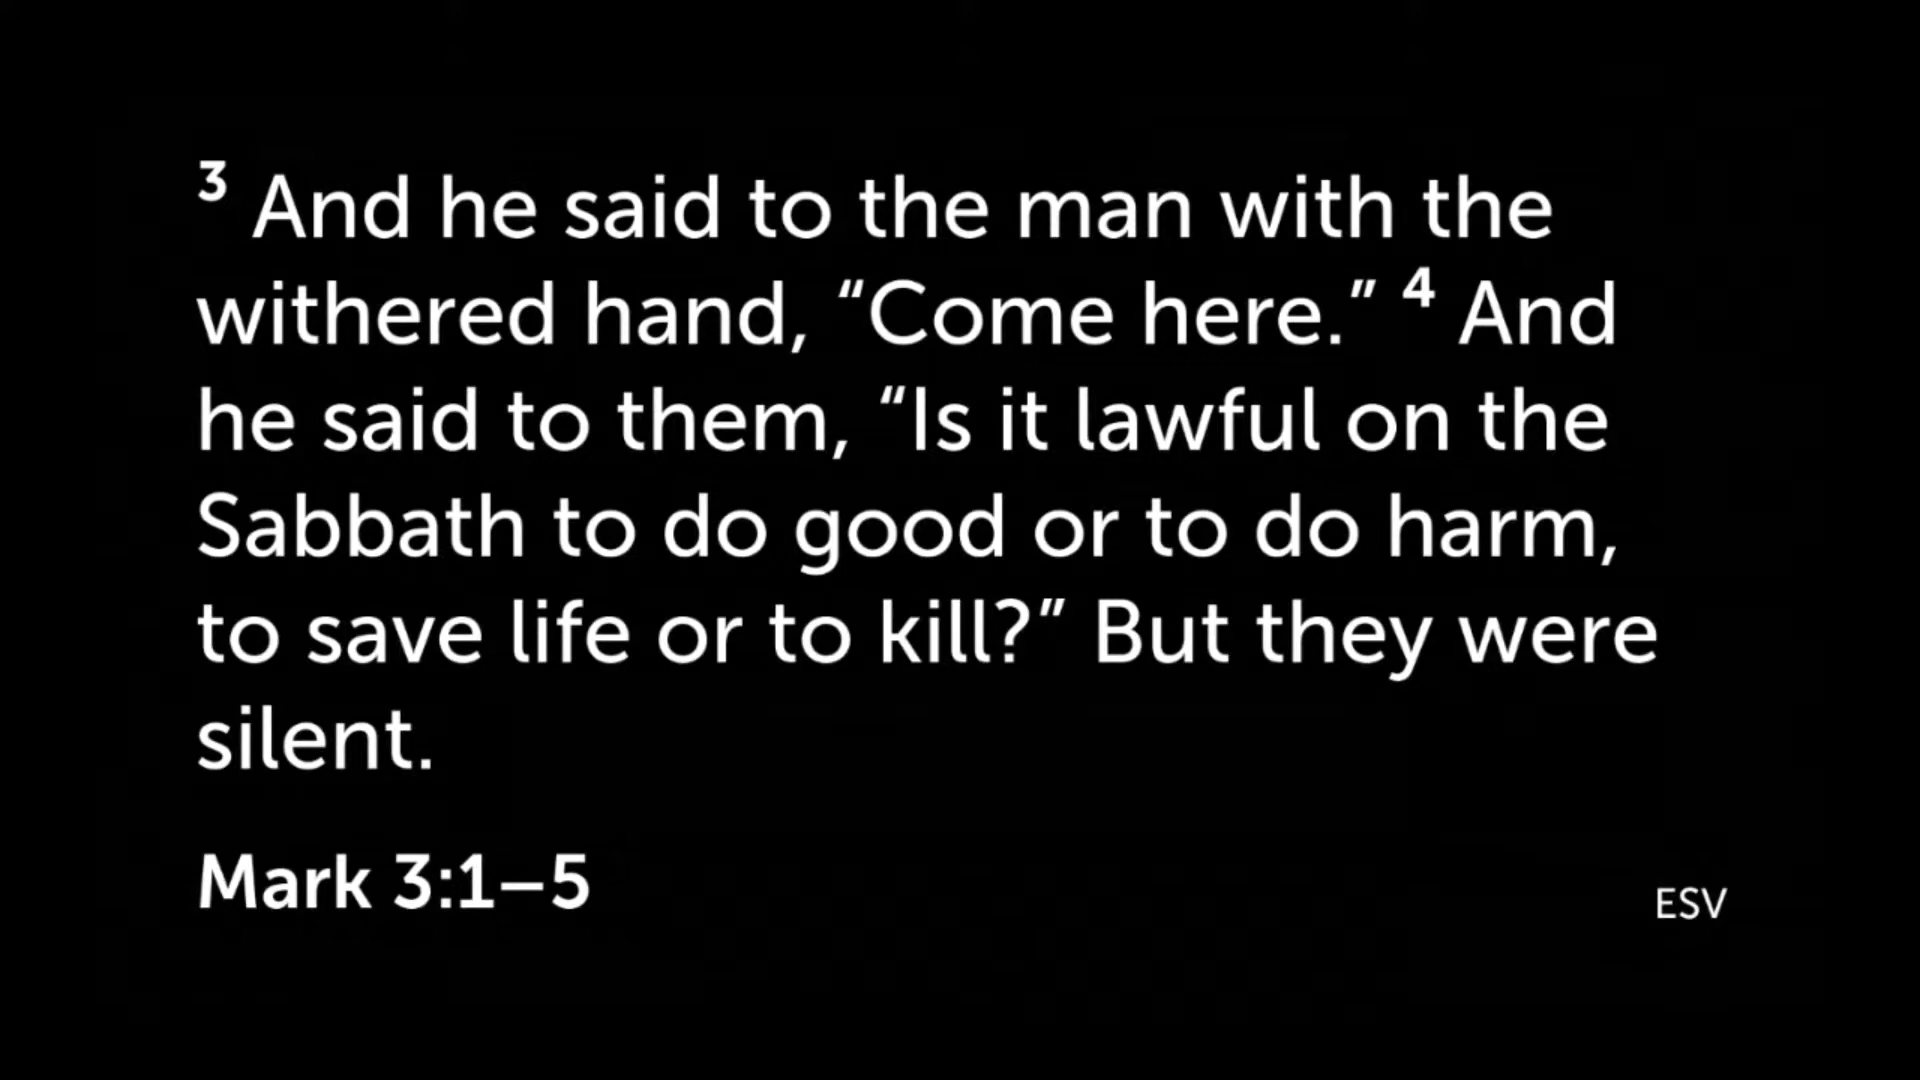 ³ And he said to the man with the
withered hand, “Come here.” ⁴ And
he said to them, “Is it lawful on the
Sabbath to do good or to do harm,
to save life or to kill?” But they were
silent.
Mark 3:1–5
ESV